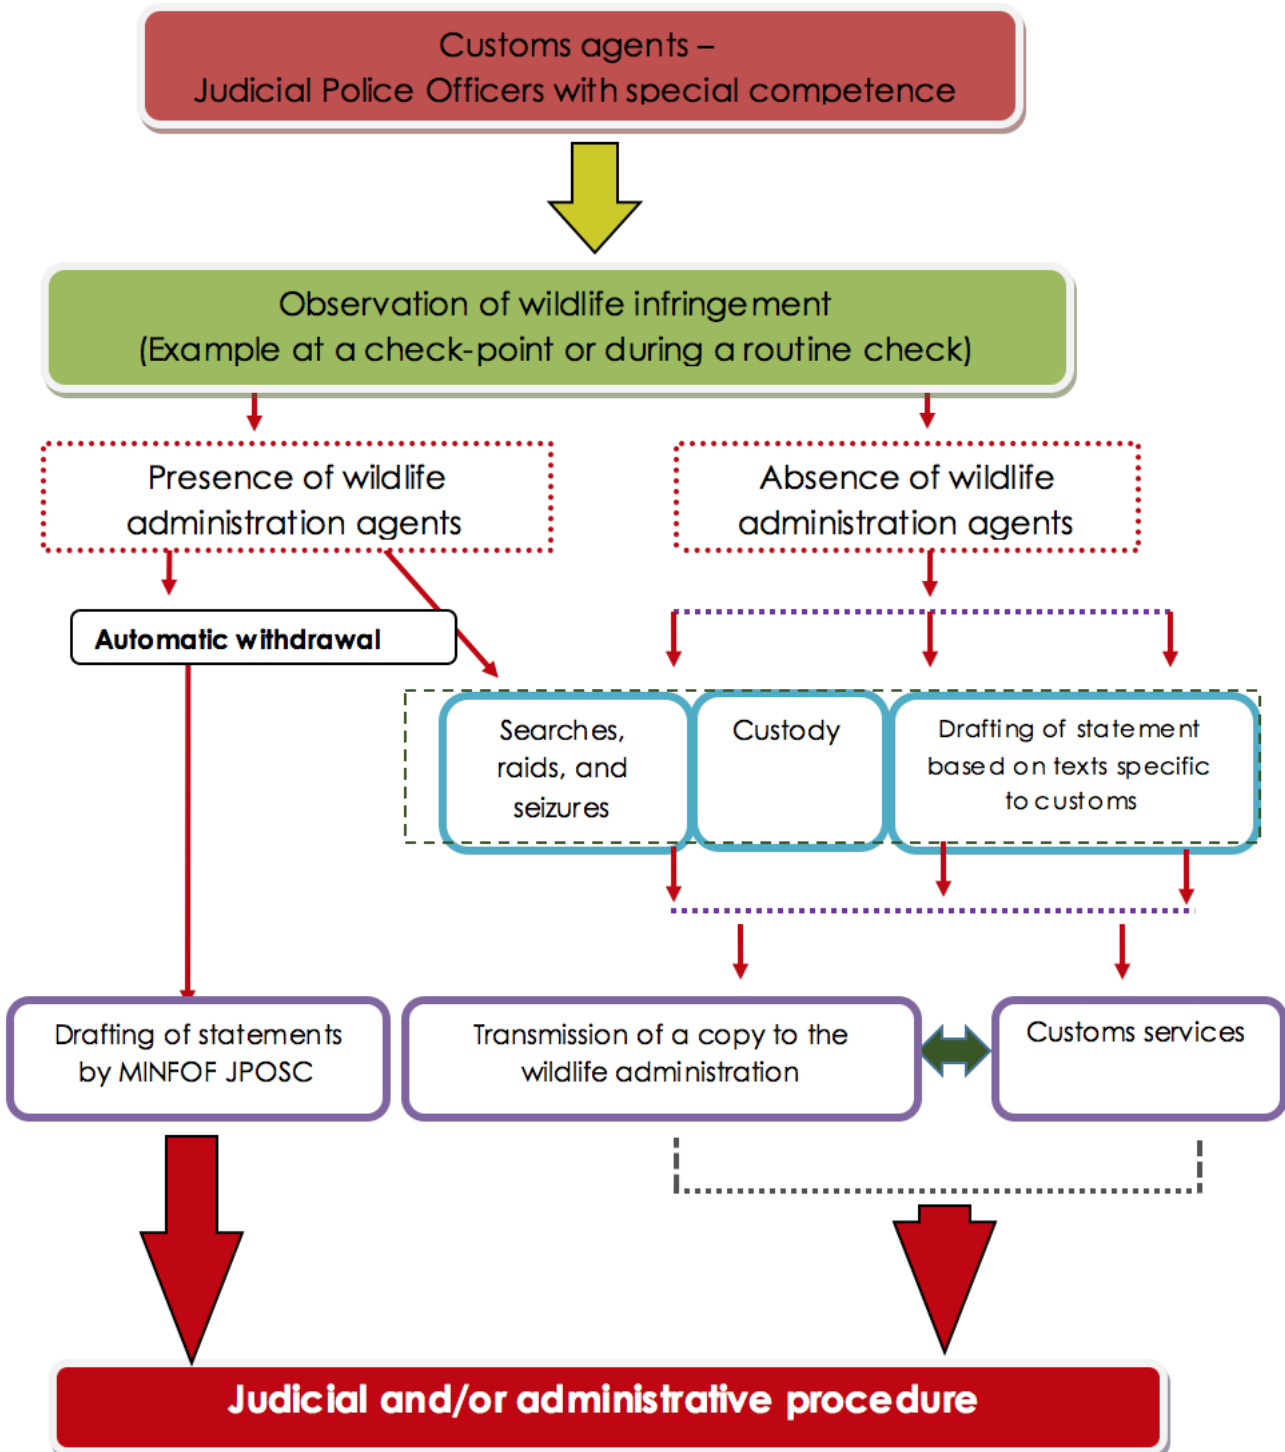 Customs agents –
Judicial Police Officers with special competence
Observation of wildlife infringement
(Example at a check-point or during a routine check)
Presence of wildlife
administration agents
Absence of wildlife
administration agents
Automatic withdrawal
Searches,
raids, and
seizures
Custody
Drafting of statement
based on texts specific
to customs
Drafting of statements
by MINFOF JPOSC
Transmission of a copy to the
wildlife administration
Customs services
Judicial and/or administrative procedure